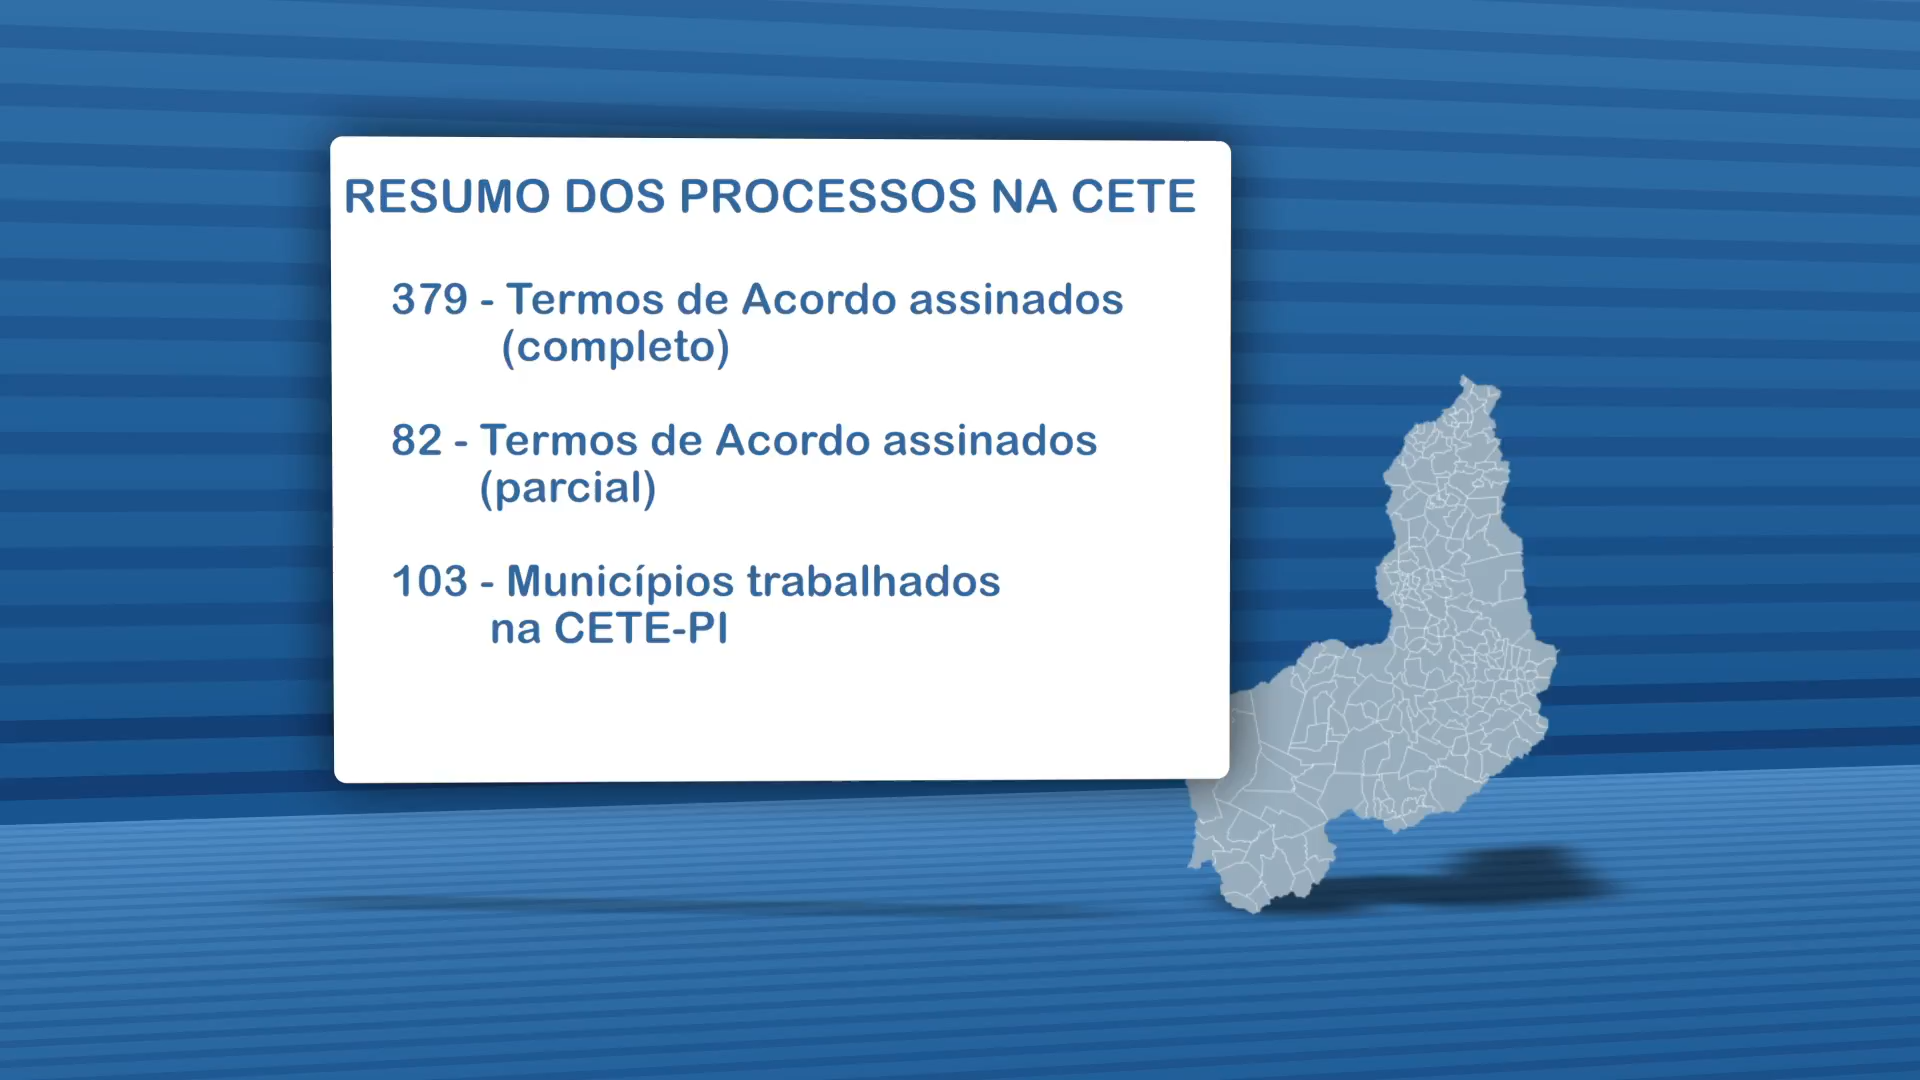 RESUMO DOS PROCESSOS NA CETE
379 - Termos de Acordo assinados
(completo)
82 - Termos de Acordo assinados
(parcial)
103 - Municípios trabalhados
na CETE-PI